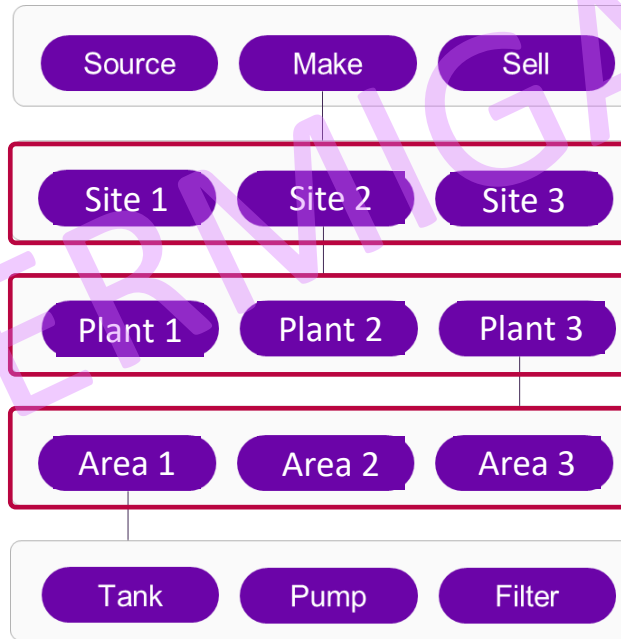 Source Make Sell
Site 1 Site 2 Site 3
Plant 1 Plant 2 Plant 3
Area 1 Area 2 Area 3
Tank Pump Filter